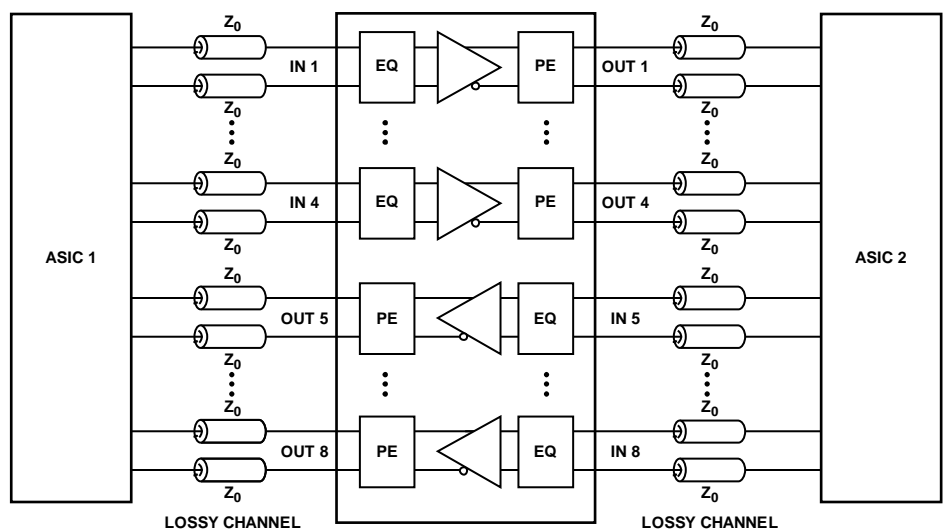 Z0 Z0
IN 1 EQ PE OUT 1
Z0 Z0
Z0 Z0
IN 4 EQ PE OUT 4
Z0 Z0
ASIC 1 ASIC 2
Z0 Z0
OUT 5 PE EQ IN 5
Z0 Z0
Z0 Z0
OUT 8 PE EQ IN 8
Z0 Z0
LOSSY CHANNEL LOSSY CHANNEL